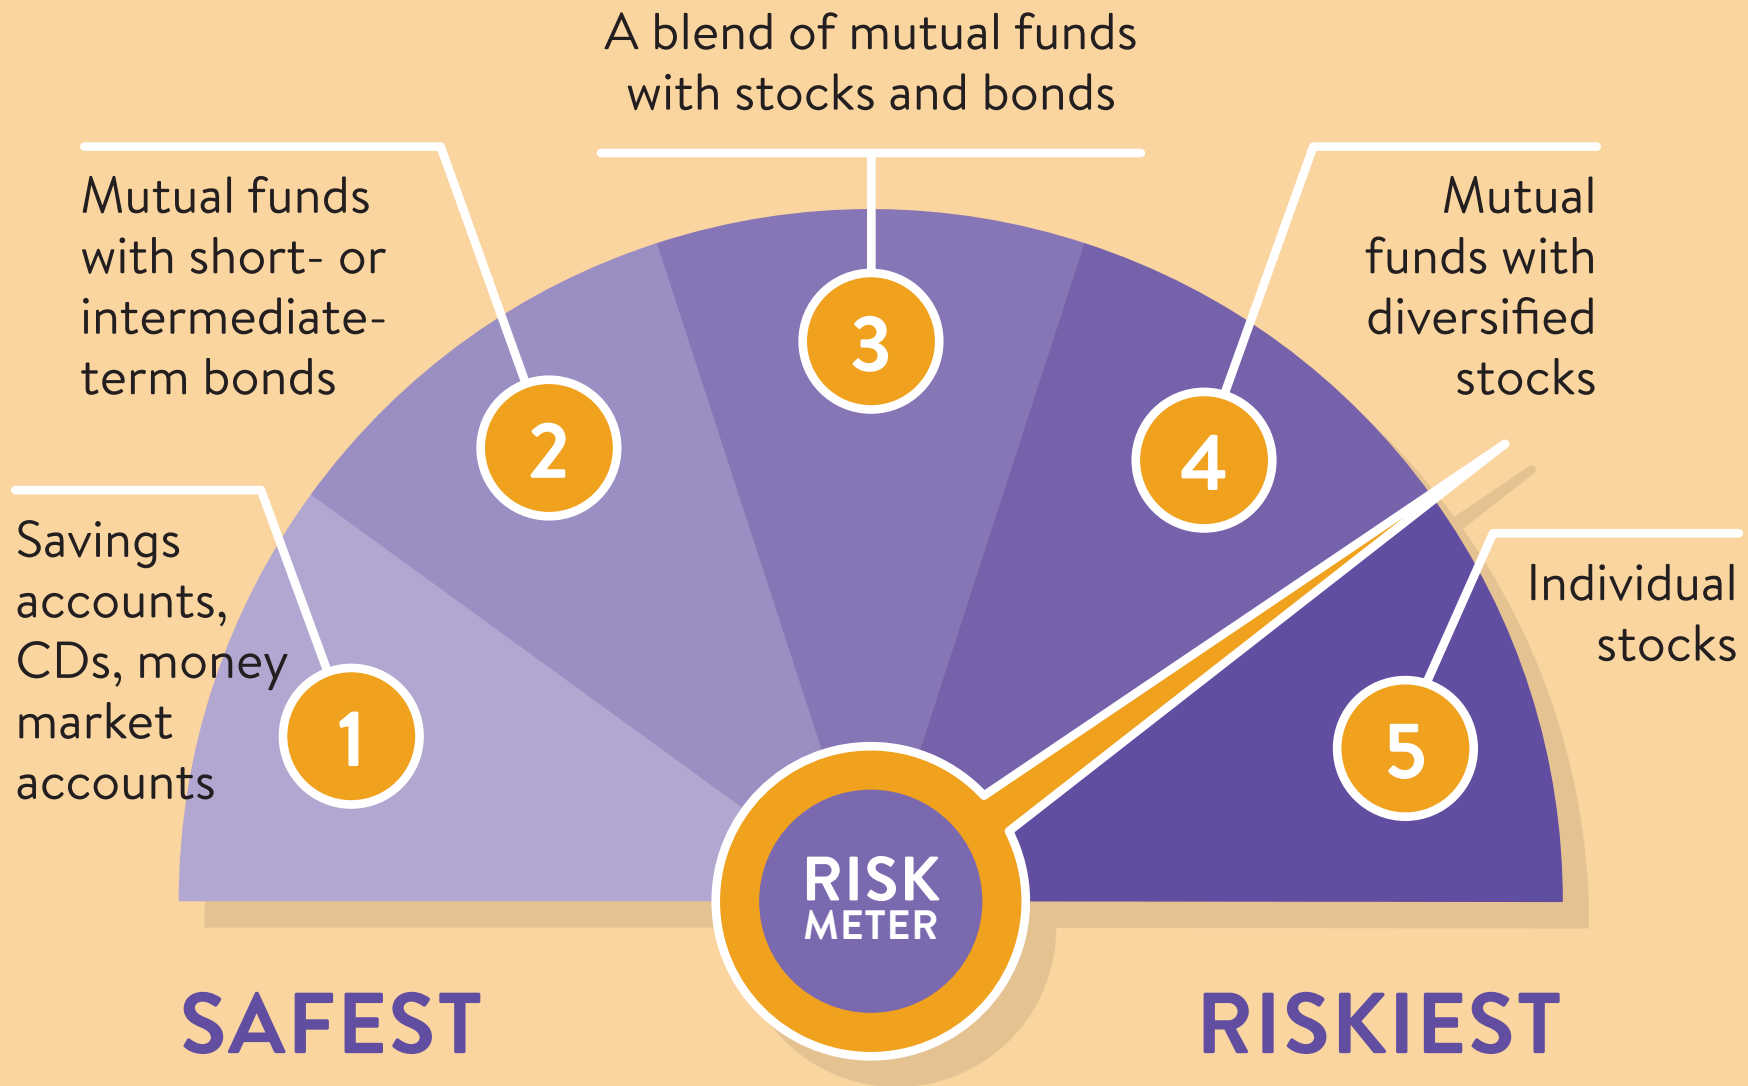 A blend of mutual funds
with stocks and bonds
Mutual funds
with short- or
intermediate-
term bonds
Mutual
funds with
diversified
stocks
Savings
accounts,
CDs, money
market
accounts
Individual
stocks
1
2
3
4
5
RISK
METER
SAFEST
RISKIEST